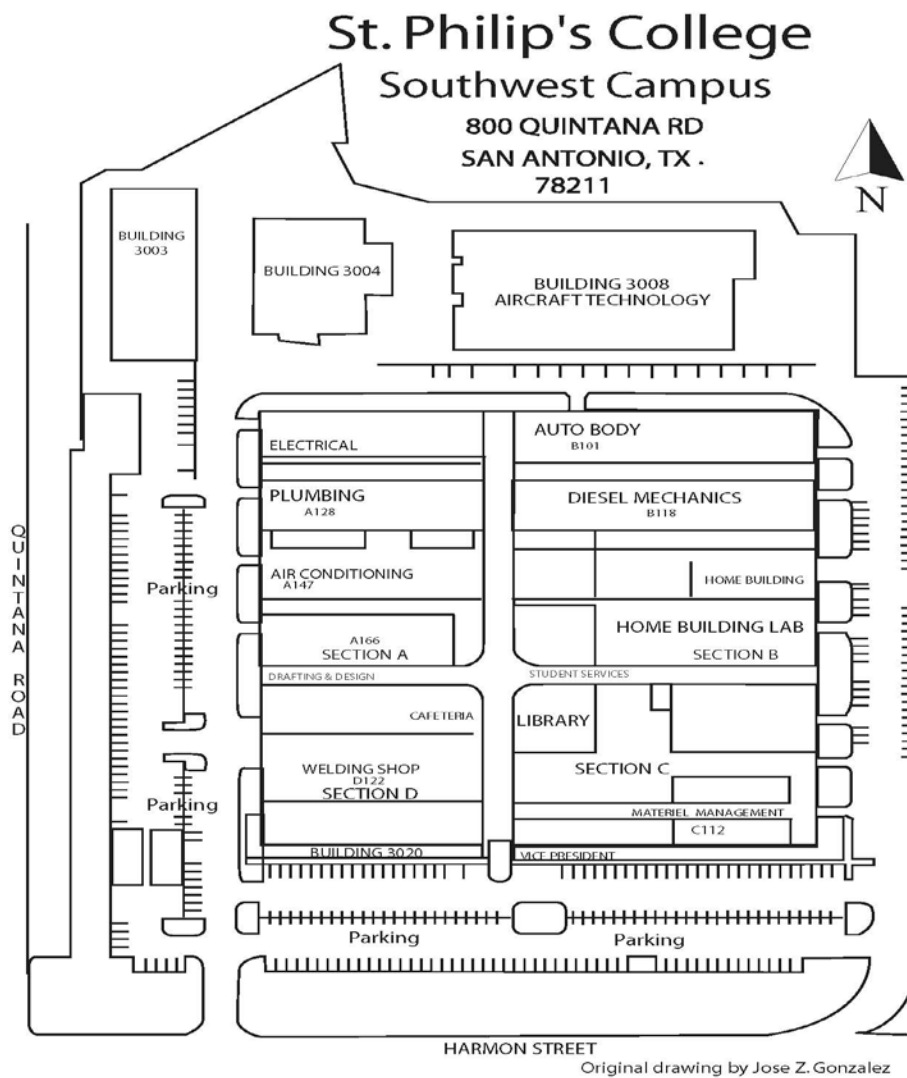 St. Philip's College
Southwest Campus
800 QUINTANA RD
SAN ANTONIO, TX .
78211
N
BUILDING
3003
BUILDING 3004
BUILDING 3008
AIRCRAFT TECHNOLOGY
ELECTRICAL
AUTO BODY
B101
PLUMBING
A128
DIESEL MECHANICS
B118
AIR CONDITIONING
A147
HOME BUILDING
Parking
QUINTANA ROAD
A166
SECTION A
HOME BUILDING LAB
SECTION B
DRAFTING & DESIGN
STUDENT SERVICES
CAFETERIA
LIBRARY
WELDING SHOP
D122
SECTION D
SECTION C
Parking
MATERIEL MANAGEMENT
C112
BUILDING 3020
VICE PRESIDENT
Parking
Parking
HARMON STREET
Original drawing by Jose Z. Gonzalez